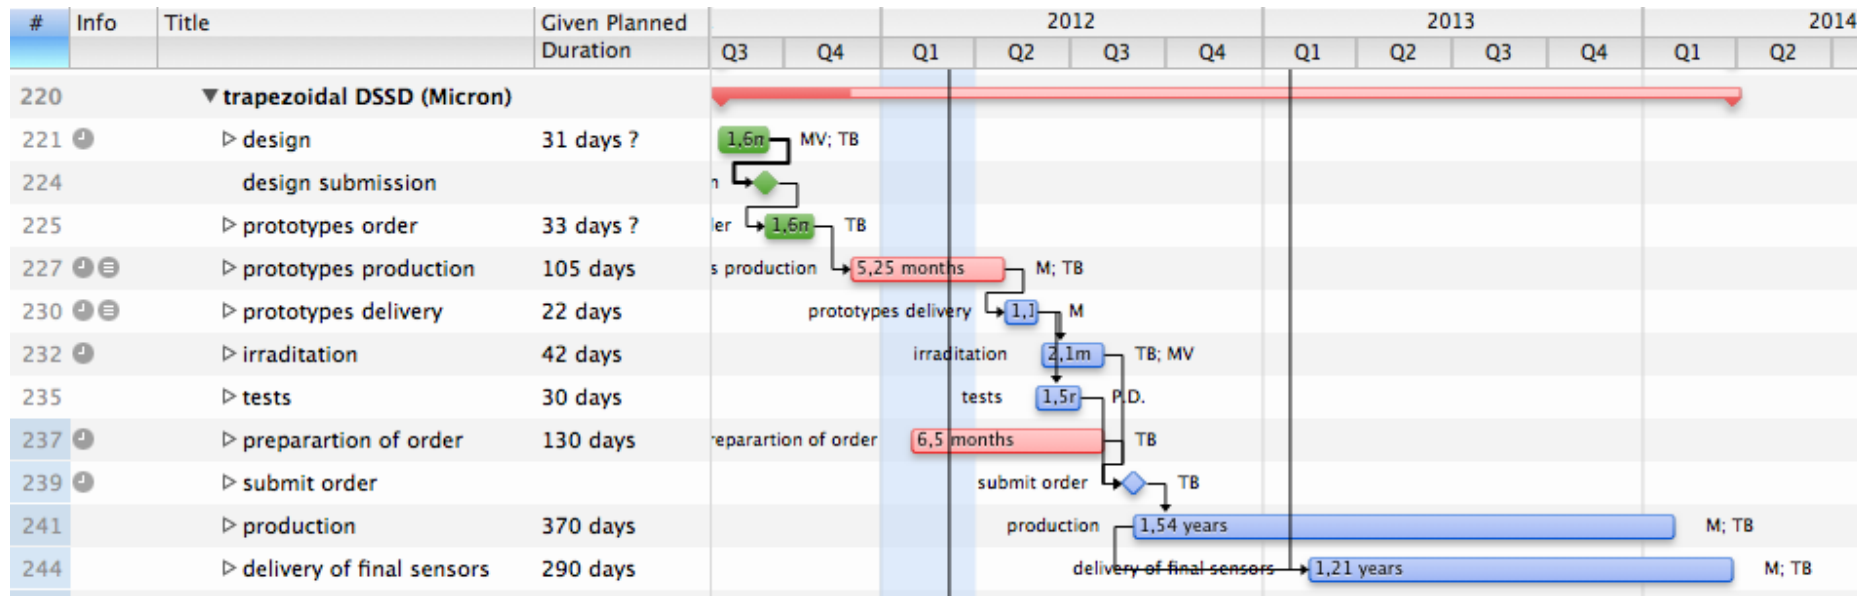 # Info Title Given Planned Duration 2012 2013 2014
Q3 Q4 Q1 Q2 Q3 Q4 Q1 Q2 Q3 Q4 Q1 Q2
220 trapezoidal DSSD (Micron)
221 design 31 days ? 1,6m MV; TB
224 design submission
225 prototypes order 33 days ? 1,6m TB
227 prototypes production 105 days s production 5,25 months M; TB
230 prototypes delivery 22 days prototypes delivery 1,1 M
232 irraditation 42 days irraditation 2,1m TB; MV
235 tests 30 days tests 1,5 P.D.
237 preparartion of order 130 days reparartion of order 6,5 months TB
239 submit order submit order TB
241 production 370 days production 1,54 years M; TB
244 delivery of final sensors 290 days delivery of final sensors 1,21 years M; TB